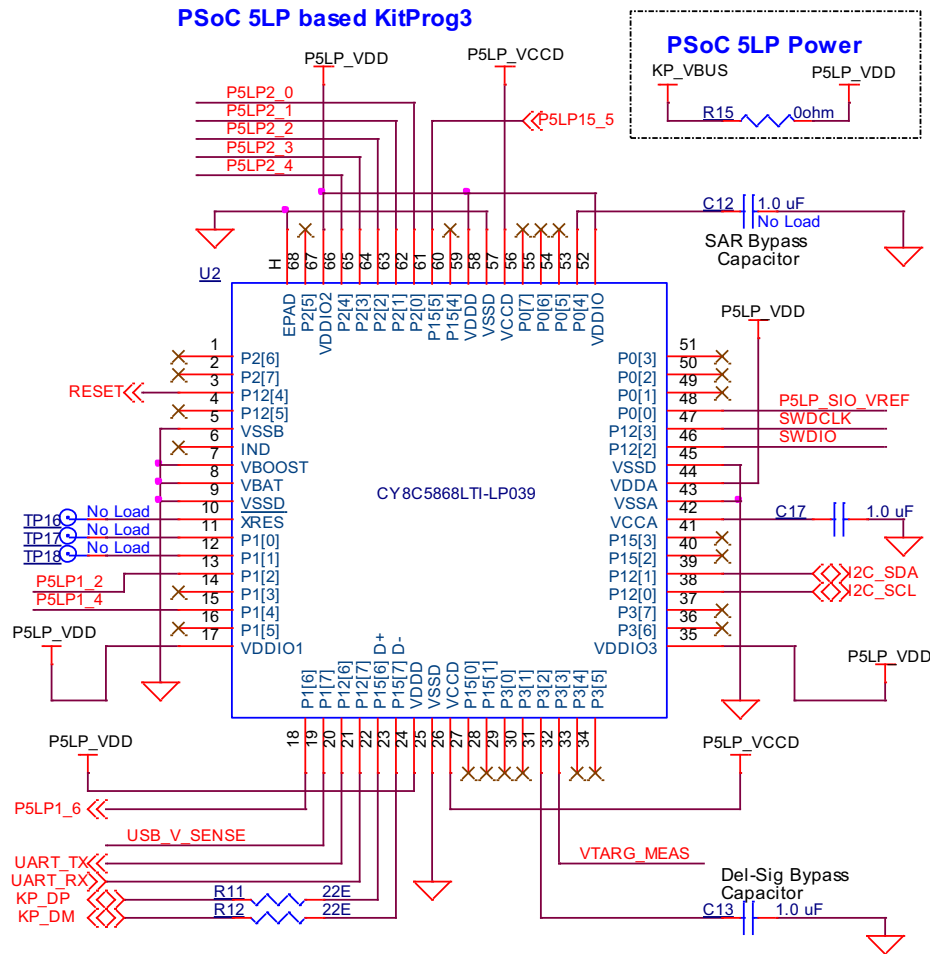 PSoC 5LP based KitProg3
PSoC 5LP Power
KP_VBUS
P5LP_VDD
R15
0ohm
P5LP_VDD
P5LP_VCCD
P5LP2_0
P5LP2_1
P5LP2_2
P5LP2_3
P5LP2_4
P5LP15_5
C12
1.0 uF
No Load
SAR Bypass
Capacitor
U2
H
68
67
66
65
64
63
62
61
60
59
58
57
56
55
54
53
52
EPAD
P2[5]
VDDIO2
P2[4]
P2[3]
P2[2]
P2[1]
P2[0]
P15[5]
P15[4]
VDDD
VSSD
VCCD
P0[7]
P0[6]
P0[5]
P0[4]
VDDIO
P5LP_VDD
RESET
1
2
3
4
5
6
7
8
9
10
11
12
13
14
15
16
17
P2[6]
P2[7]
P12[4]
P12[5]
VSSB
IND
VBOOST
VBAT
VSSD
XRES
P1[0]
P1[1]
P1[2]
P1[3]
P1[4]
P1[5]
VDDIO1
CY8C5868LTI-LP039
P0[3]
P0[2]
P0[1]
P0[0]
P12[3]
P12[2]
VSSD
VDDA
VSSA
VCCA
P15[3]
P15[2]
P12[1]
P12[0]
P3[7]
P3[6]
VDDIO3
51
50
49
48
47
46
45
44
43
42
41
40
39
38
37
36
35
P5LP_SIO_VREF
SWDCLK
SWDIO
C17
1.0 uF
I2C_SDA
I2C_SCL
P5LP_VDD
TP16
No Load
TP17
No Load
TP18
No Load
P5LP1_2
P5LP1_4
P5LP_VDD
P1[6]
P1[7]
P12[6]
P12[7]
P15[6] D+
P15[7] D-
VDDD
VSSD
VCCD
P15[0]
P15[1]
P3[0]
P3[1]
P3[2]
P3[3]
P3[4]
P3[5]
18
19
20
21
22
23
24
25
26
27
28
29
30
31
32
33
34
P5LP_VDD
P5LP_VCCD
P5LP1_6
USB_V_SENSE
UART_TX
UART_RX
KP_DP
R11
22E
KP_DM
R12
22E
VTARG_MEAS
Del-Sig Bypass
Capacitor
C13
1.0 uF